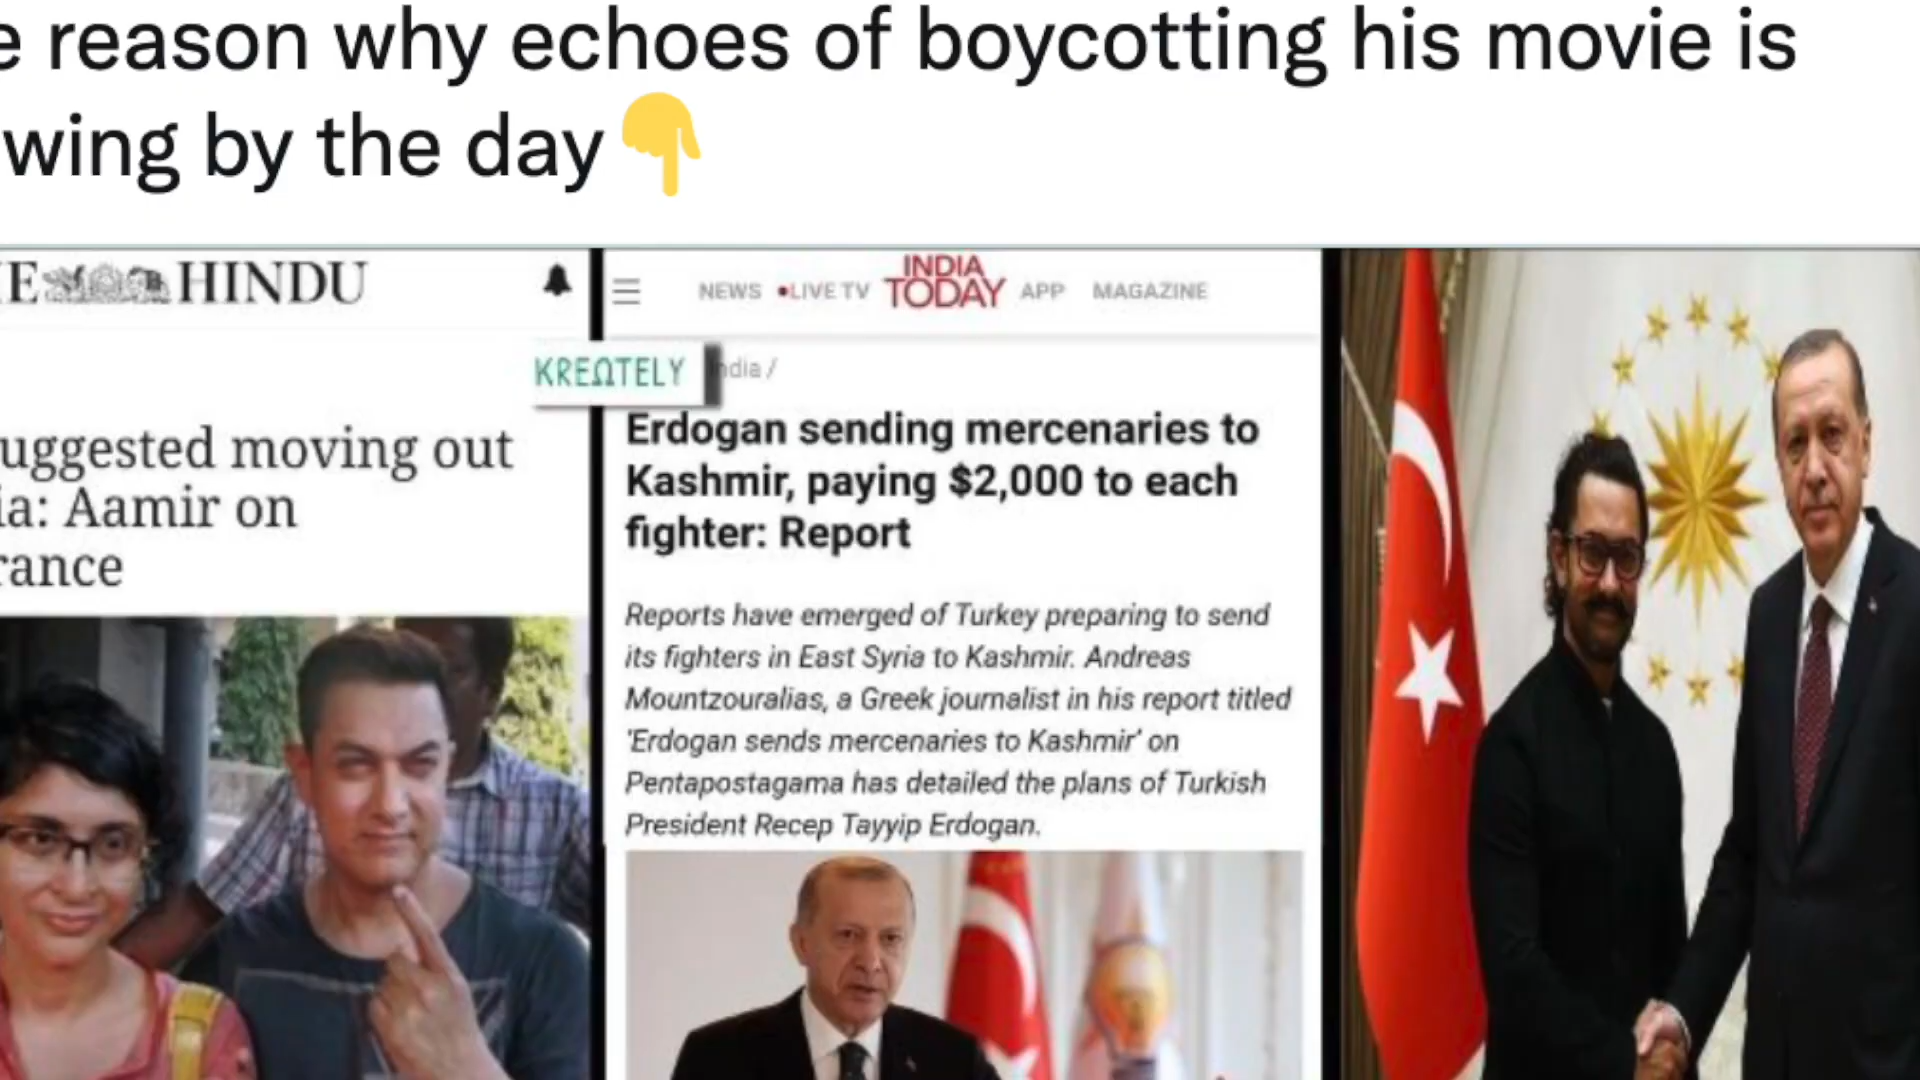 e reason why echoes of boycotting his movie is
wing by the day
HE HINDU
uggested moving out
ia: Aamir on
rance
KREΩTELY
NEWS •LIVE TV INDIA TODAY APP MAGAZINE
ndia /
Erdogan sending mercenaries to
Kashmir, paying $2,000 to each
fighter: Report
Reports have emerged of Turkey preparing to send
its fighters in East Syria to Kashmir. Andreas
Mountzouralias, a Greek journalist in his report titled
'Erdogan sends mercenaries to Kashmir' on
Pentapostagama has detailed the plans of Turkish
President Recep Tayyip Erdogan.